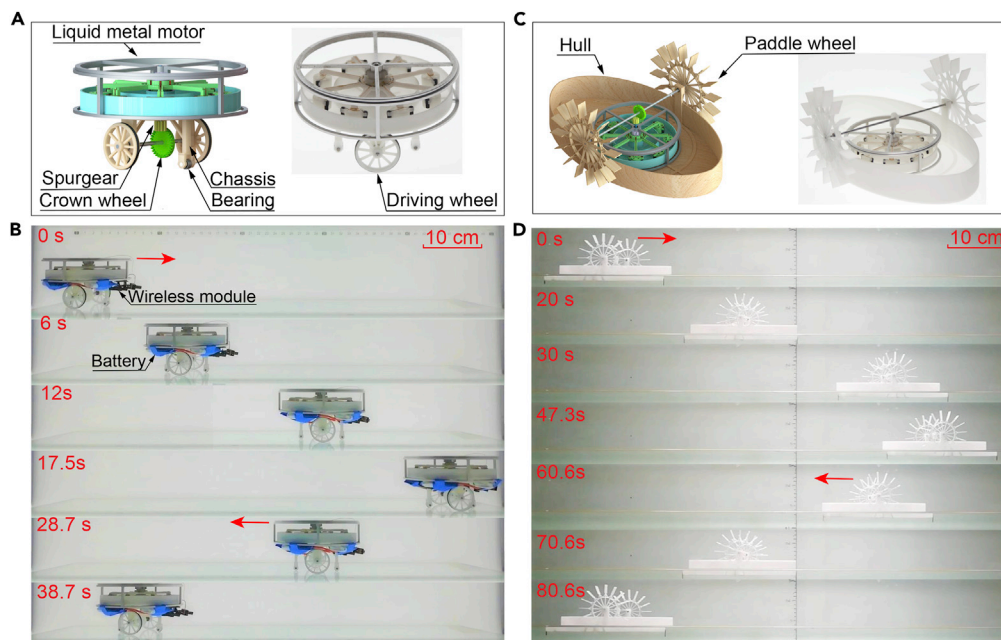 A
Liquid metal motor
Spurgear
Crown wheel
Chassis
Bearing
Driving wheel
C
Hull
Paddle wheel
B
0 s
10 cm
Wireless module
6 s
Battery
12s
17.5s
28.7 s
38.7 s
D
0 s
10 cm
20 s
30 s
47.3s
60.6s
70.6s
80.6s